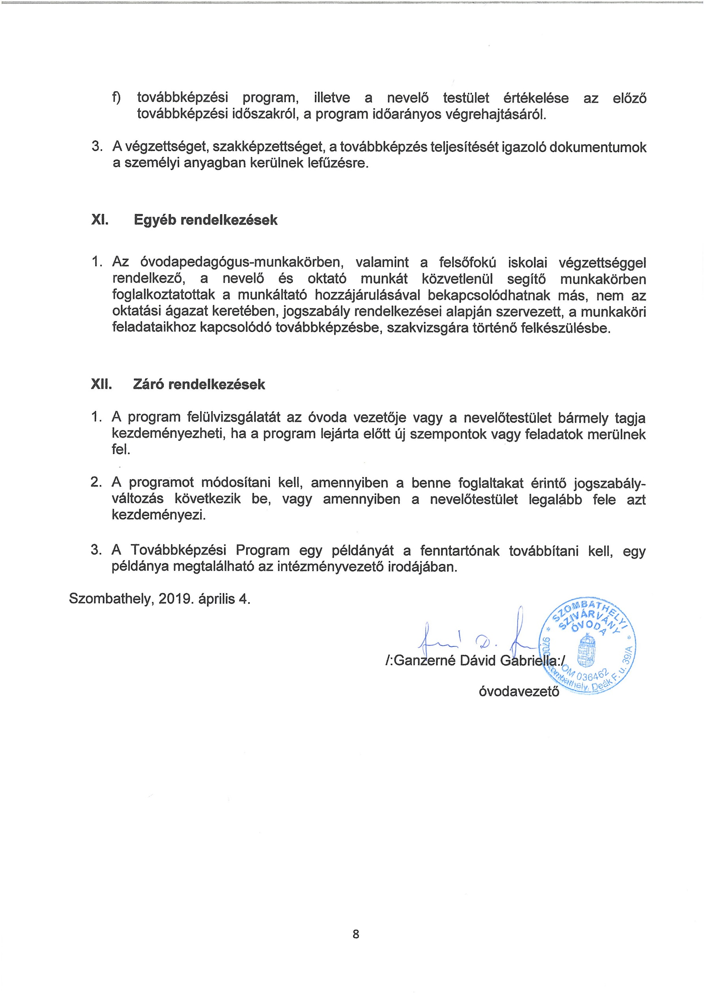 f) továbbképzési program, illetve a nevelő testület értékelése az előző
továbbképzési időszakról, a program időarányos végrehajtásáról.
3. A végzettséget, szakképzettséget, a továbbképzés teljesítését igazoló dokumentumok
a személyi anyagban kerülnek lefűzésre.
XI. Egyéb rendelkezések
1. Az óvodapedagógus-munkakörben, valamint a felsőfokú iskolai végzettséggel
rendelkező, a nevelő és oktató munkát közvetlenül segítő munkakörben
foglalkoztatottak a munkáltató hozzájárulásával bekapcsolódhatnak más, nem az
oktatási ágazat keretében, jogszabály rendelkezései alapján szervezett, a munkaköri
feladataikhoz kapcsolódó továbbképzésbe, szakvizsgára történő felkészülésbe.
XII. Záró rendelkezések
1. A program felülvizsgálatát az óvoda vezetője vagy a nevelőtestület bármely tagja
kezdeményezheti, ha a program lejárta előtt új szempontok vagy feladatok merülnek
fel.
2. A programot módosítani kell, amennyiben a benne foglaltakat érintő jogszabály-
változás következik be, vagy amennyiben a nevelőtestület legalább fele azt
kezdeményezi.
3. A Továbbképzési Program egy példányát a fenntartónak továbbítani kell, egy
példánya megtalálható az intézményvezető irodájában.
Szombathely, 2019. április 4.
* SZOMBATHELYI *
SZIVÁRVÁNY
ÓVODA
OM 036462
9700 Szombathely, Deák F. u. 39/A
/:Ganzerné Dávid Gabriella:/
óvodavezető
8